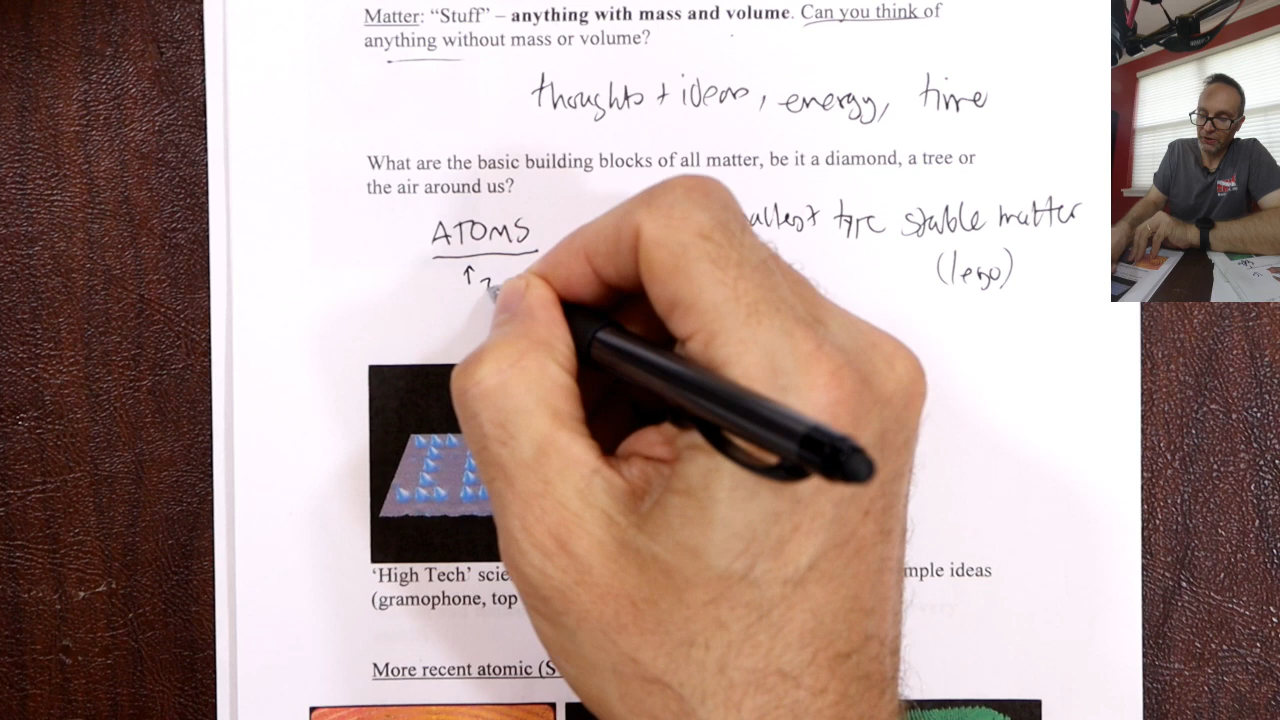 Matter: “Stuff” – anything with mass and volume. Can you think of
anything without mass or volume?
thoughts + ideas, energy, time
What are the basic building blocks of all matter, be it a diamond, a tree or
the air around us?
ATOMS
stable matter
(lego)
‘High Tech’ mple ideas
(gramophone, top
More recent atomic (S